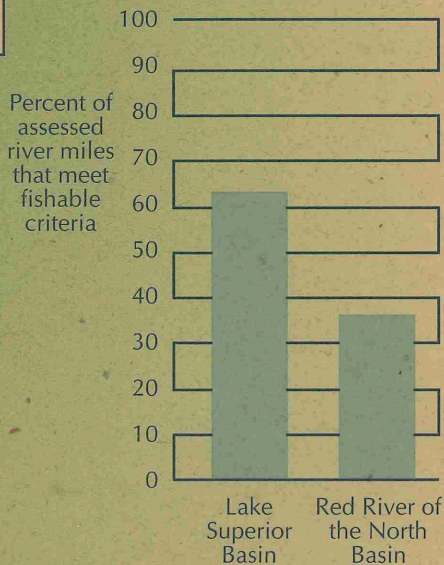 Percent of
assessed
river miles
that meet
fishable
criteria
100
90
80
70
60
50
40
30
20
10
0
Lake
Superior
Basin
Red River of
the North
Basin